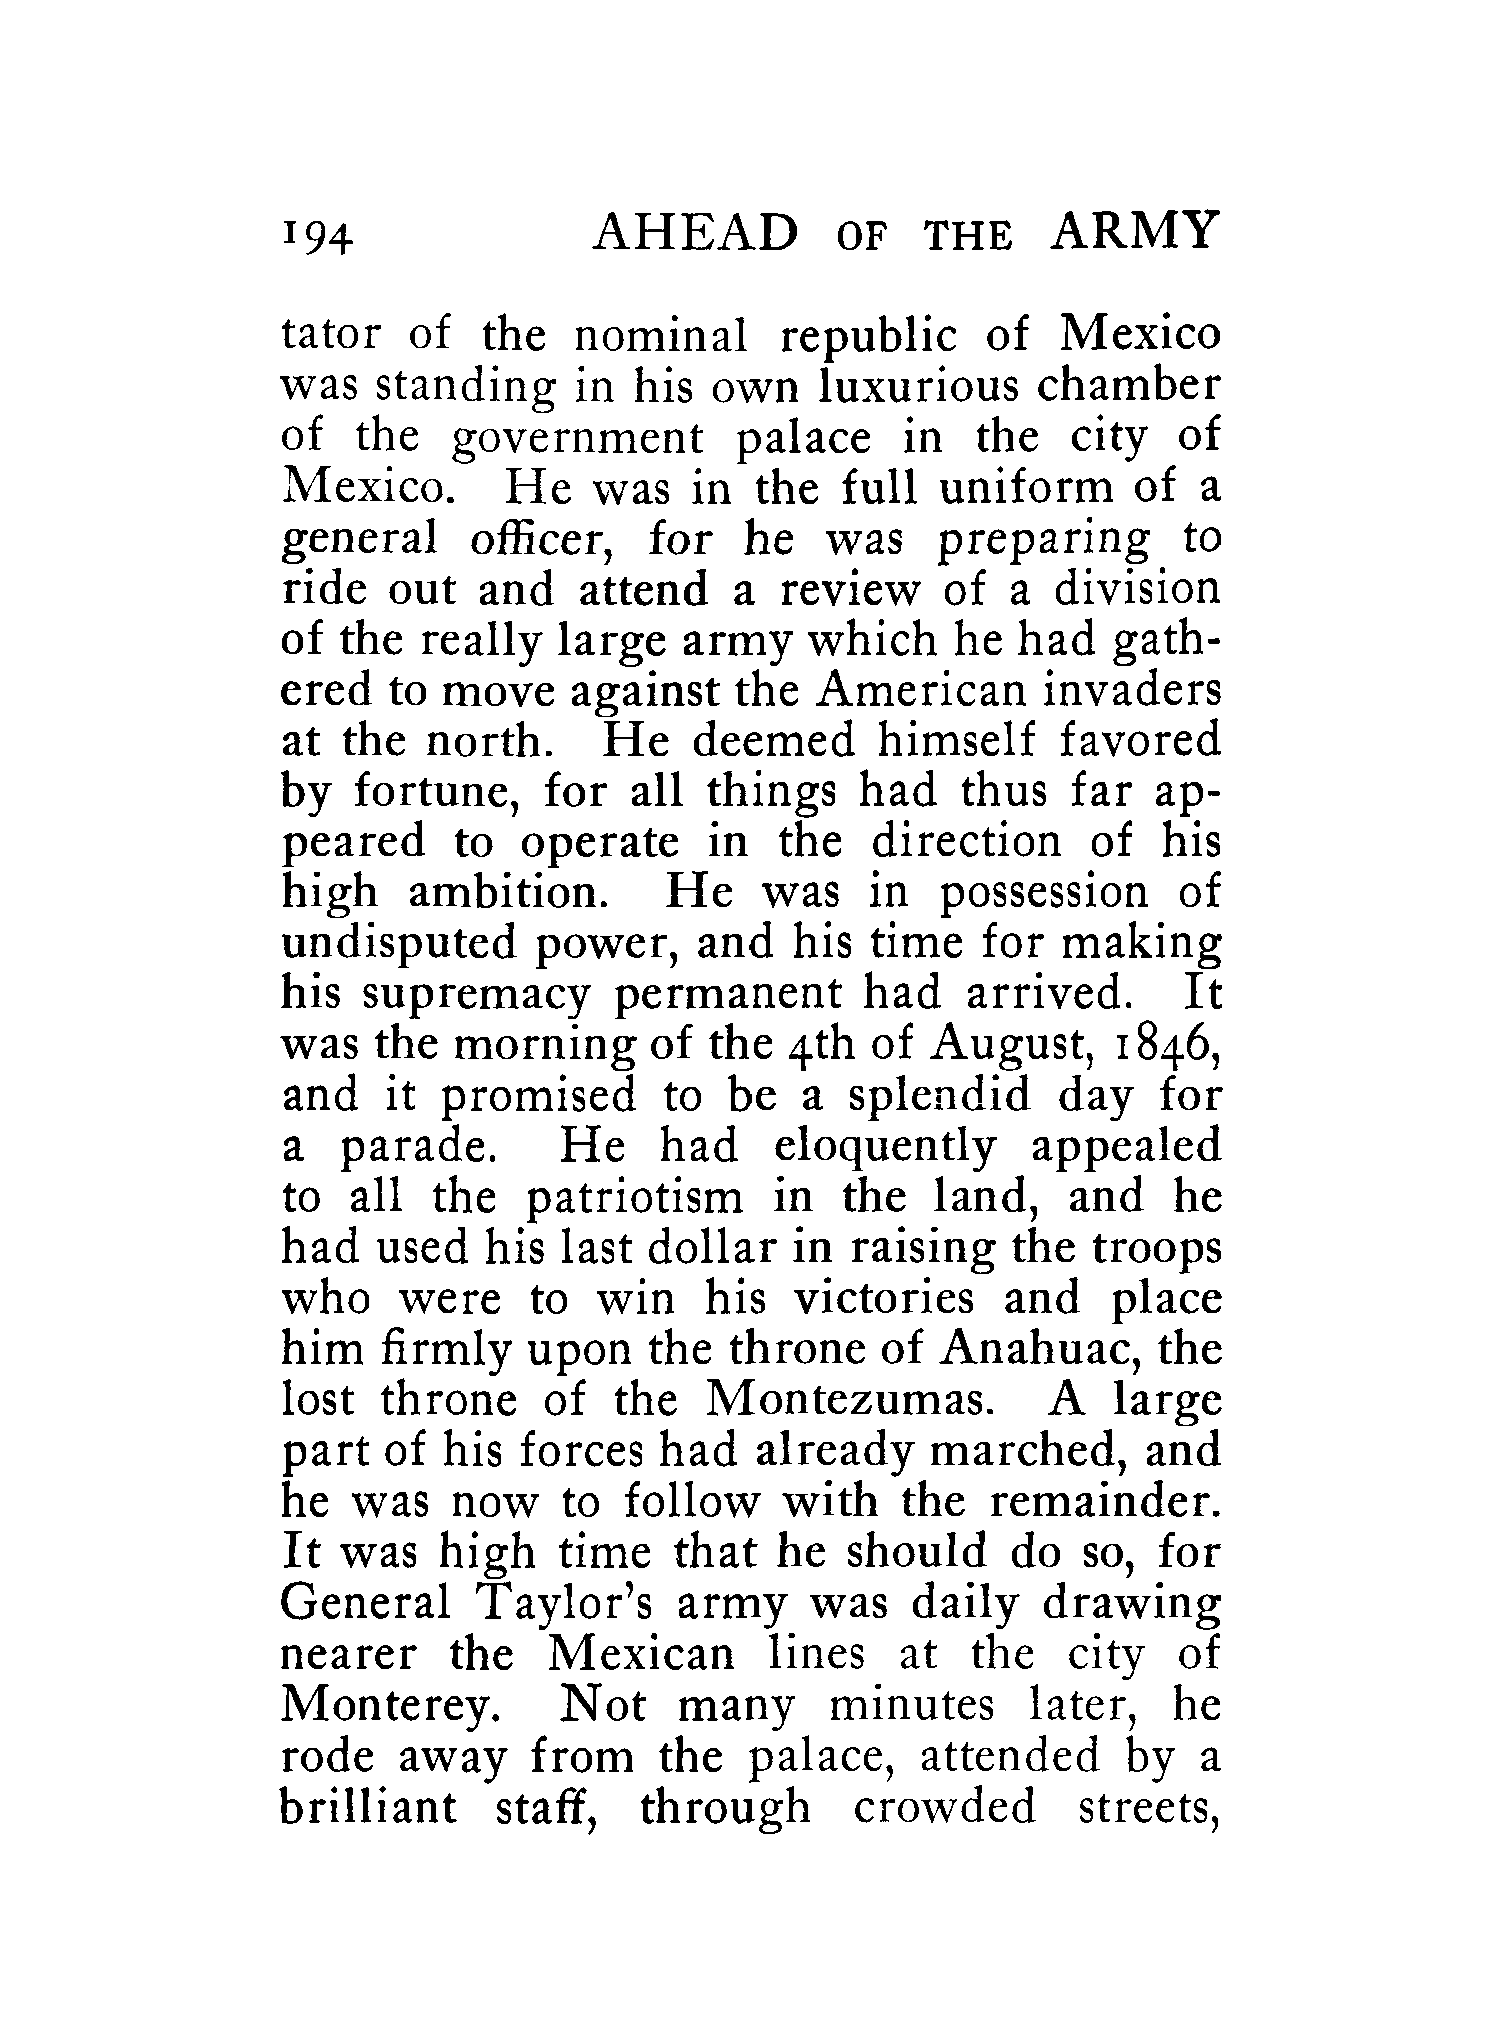 194 AHEAD OF THE ARMY
tator of the nominal republic of Mexico
was standing in his own luxurious chamber
of the government palace in the city of
Mexico. He was in the full uniform of a
general officer, for he was preparing to
ride out and attend a review of a division
of the really large army which he had gath-
ered to move against the American invaders
at the north. He deemed himself favored
by fortune, for all things had thus far ap-
peared to operate in the direction of his
high ambition. He was in possession of
undisputed power, and his time for making
his supremacy permanent had arrived. It
was the morning of the 4th of August, 1846,
and it promised to be a splendid day for
a parade. He had eloquently appealed
to all the patriotism in the land, and he
had used his last dollar in raising the troops
who were to win his victories and place
him firmly upon the throne of Anahuac, the
lost throne of the Montezumas. A large
part of his forces had already marched, and
he was now to follow with the remainder.
It was high time that he should do so, for
General Taylor's army was daily drawing
nearer the Mexican lines at the city of
Monterey. Not many minutes later, he
rode away from the palace, attended by a
brilliant staff, through crowded streets,